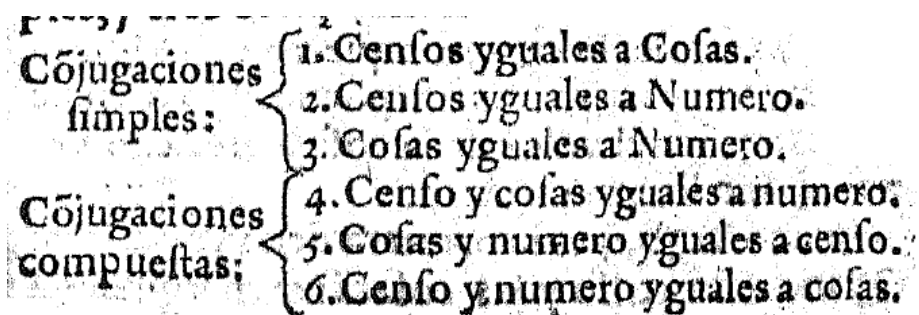 Cõjugaciones
ſimples:
1. Cenſos yguales a Coſas.
2. Cenſos yguales a Numero.
3. Coſas yguales a Numero.
Cõjugaciones
compueſtas:
4. Cenſo y coſas yguales a numero.
5. Coſas y numero yguales a cenſo.
6. Cenſo y numero yguales a coſas.